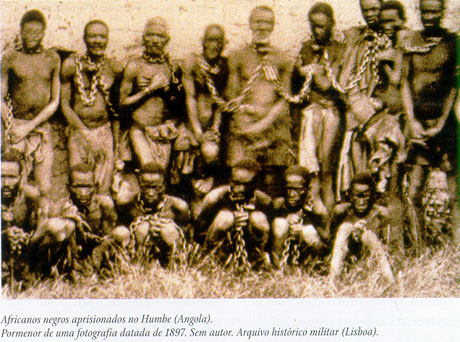 Africanos negros aprisionados no Humbe (Angola).
Pormenor de uma fotografia datada de 1897. Sem autor. Arquivo histórico militar (Lisboa).